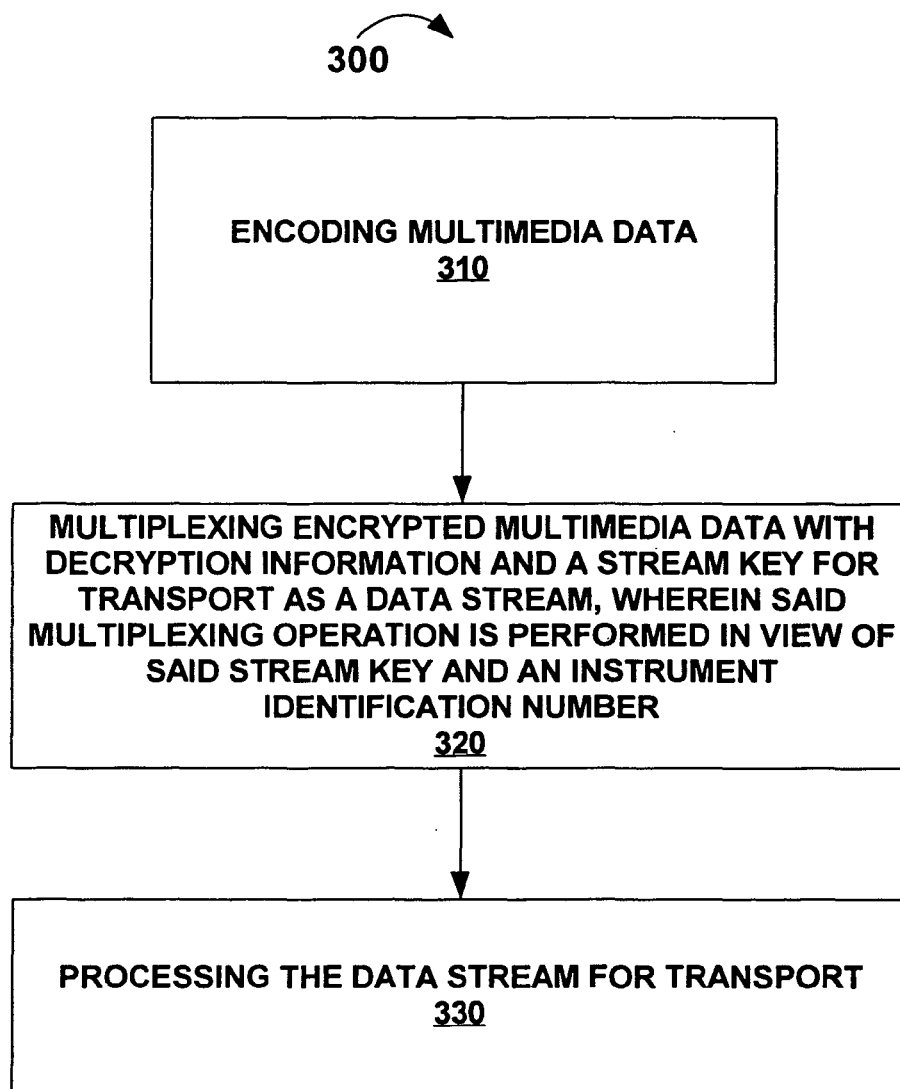 300
ENCODING MULTIMEDIA DATA
310
MULTIPLEXING ENCRYPTED MULTIMEDIA DATA WITH
DECRYPTION INFORMATION AND A STREAM KEY FOR
TRANSPORT AS A DATA STREAM, WHEREIN SAID
MULTIPLEXING OPERATION IS PERFORMED IN VIEW OF
SAID STREAM KEY AND AN INSTRUMENT
IDENTIFICATION NUMBER
320
PROCESSING THE DATA STREAM FOR TRANSPORT
330